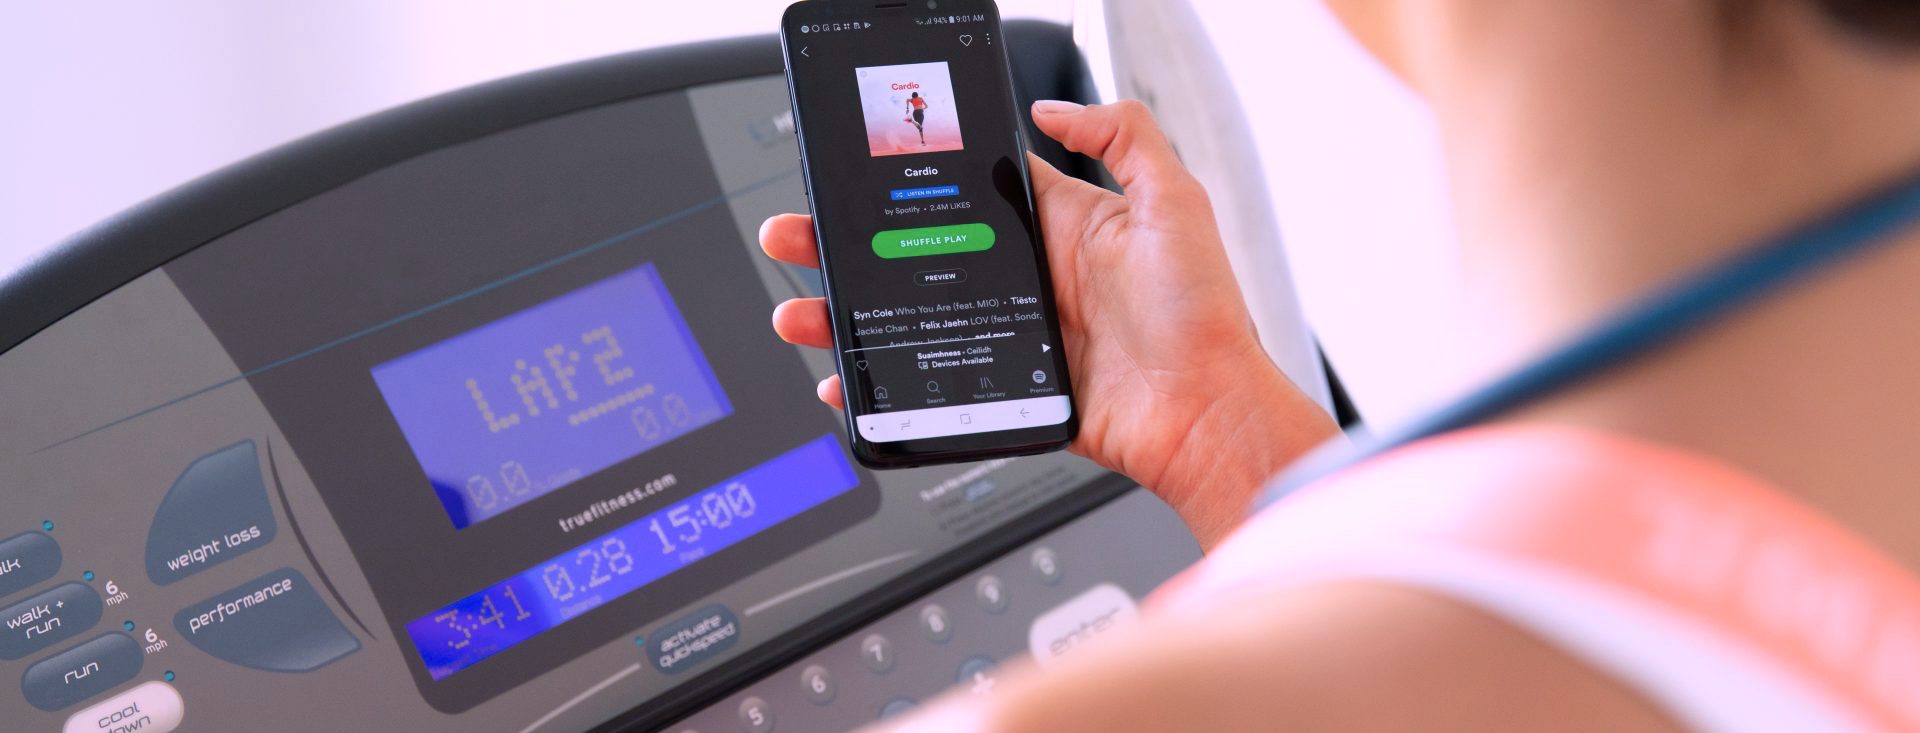 94% 9:01 AM
Cardio
Cardio
LISTEN IN SHUFFLE
by Spotify • 2.4M LIKES
SHUFFLE PLAY
PREVIEW
Syn Cole Who You Are (feat. MIO) • Tiësto
Jackie Chan • Felix Jaehn LOV (feat. Sondr,
Andrew Jackson) • and more
Suaimhneas • Ceilidh
Devices Available
Home
Search
Your Library
Premium
LAP 2
0.0
0.0
truefitness.com
3:41 0.28 15:00
Distance
Pace
weight loss
performance
walk +
run
6
mph
run
6
mph
cool
down
activate
quickspeed
5
6
7
8
9
0
enter